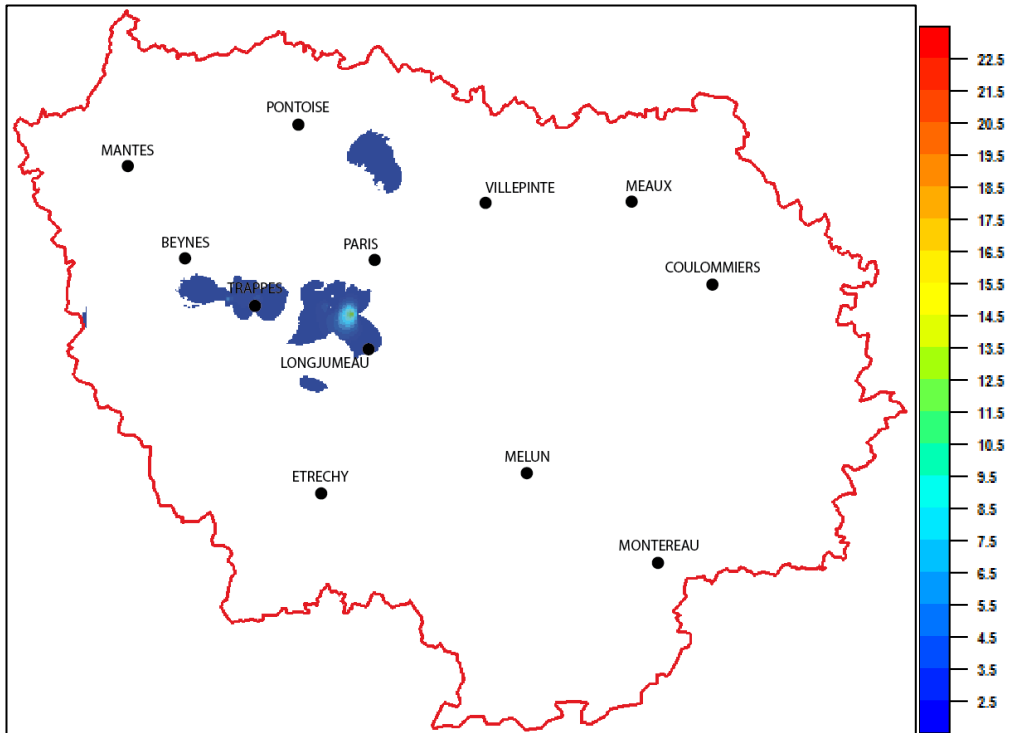 PONTOISE
MANTES
VILLEPINTE
MEAUX
BEYNES
PARIS
COULOMMIERS
TRAPPES
LONGJUMEAU
MELUN
ETRECHY
MONTEREAU
22.5
21.5
20.5
19.5
18.5
17.5
16.5
15.5
14.5
13.5
12.5
11.5
10.5
9.5
8.5
7.5
6.5
5.5
4.5
3.5
2.5